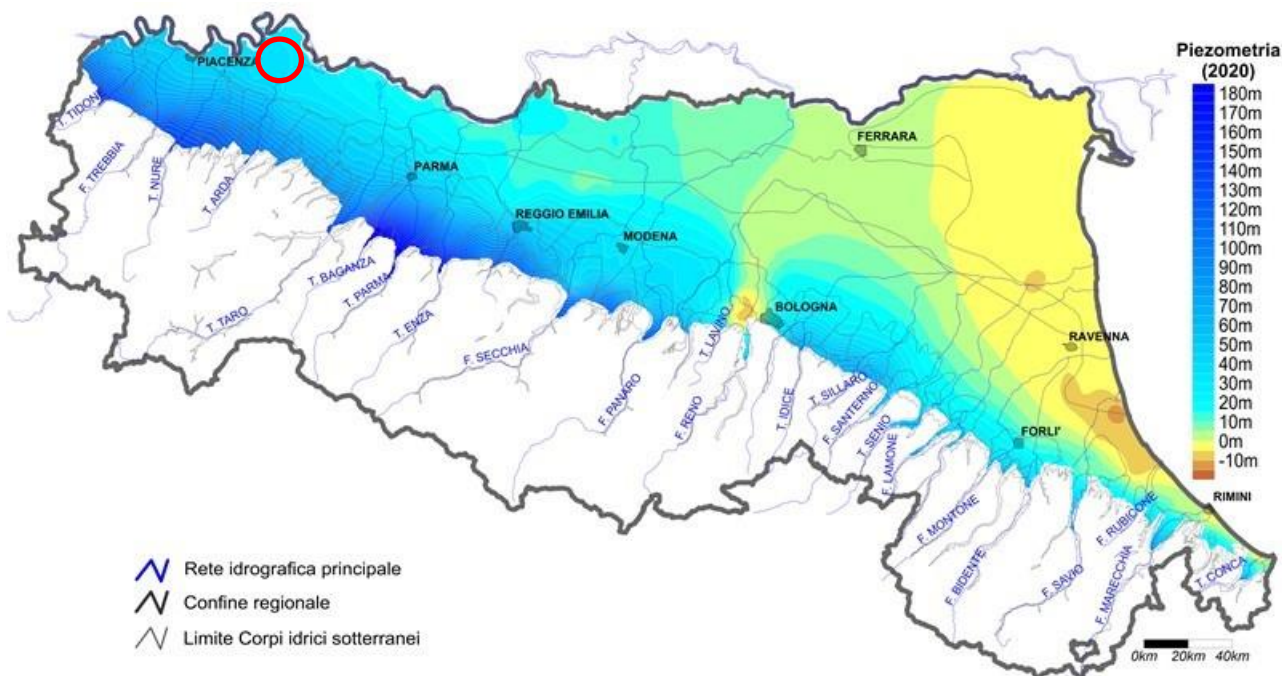 Piezometria
(2020)
180m
170m
160m
150m
140m
130m
120m
110m
100m
90m
80m
70m
60m
50m
40m
30m
20m
10m
0m
-10m
PIACENZA
PARMA
REGGIO EMILIA
MODENA
BOLOGNA
FERRARA
RAVENNA
FORLI'
RIMINI
T. TIDONE
F. TREBBIA
T. NURE
T. ARDA
T. TARO
T. BAGANZA
T. PARMA
T. ENZA
F. SECCHIA
F. PANARO
F. RENO
T. LAVINO
T. IDICE
T. SILLARO
F. SANTERNO
T. SENIO
F. LAMONE
F. MONTONE
F. BIDENTE
F. SAVIO
F. RUBICONE
F. MARECCHIA
T. CONCA
Rete idrografica principale
Confine regionale
Limite Corpi idrici sotterranei
0km 20km 40km